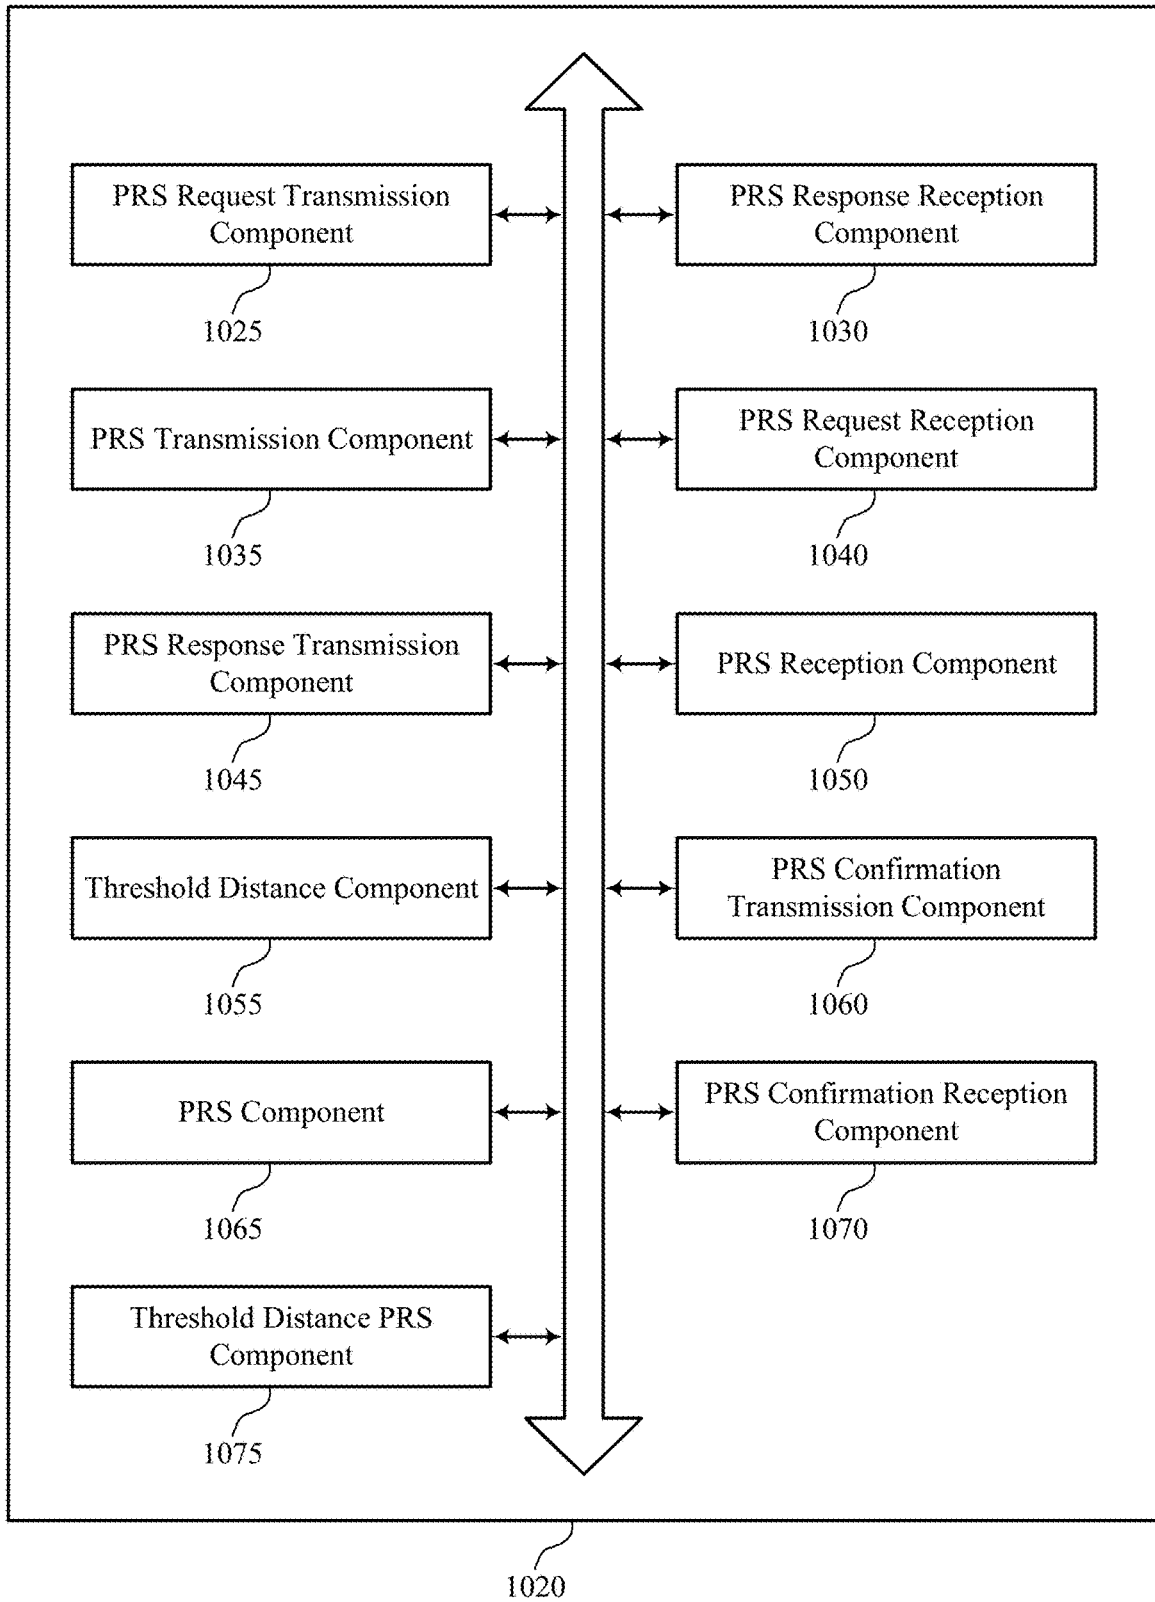 PRS Request Transmission
Component
1025
PRS Response Reception
Component
1030
PRS Transmission Component
1035
PRS Request Reception
Component
1040
PRS Response Transmission
Component
1045
PRS Reception Component
1050
Threshold Distance Component
1055
PRS Confirmation
Transmission Component
1060
PRS Component
1065
PRS Confirmation Reception
Component
1070
Threshold Distance PRS
Component
1075
1020